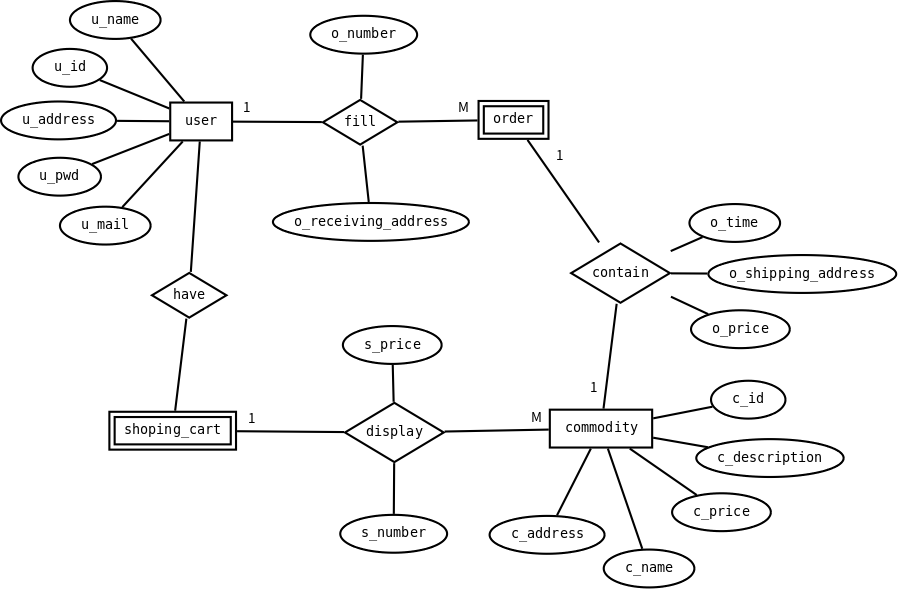 u_name
o_number
u_id
1
M
u_address
user
fill
order
1
u_pwd
u_mail
o_receiving_address
o_time
contain
o_shipping_address
have
o_price
s_price
1
c_id
1
M
shoping_cart
display
commodity
c_description
c_price
s_number
c_address
c_name